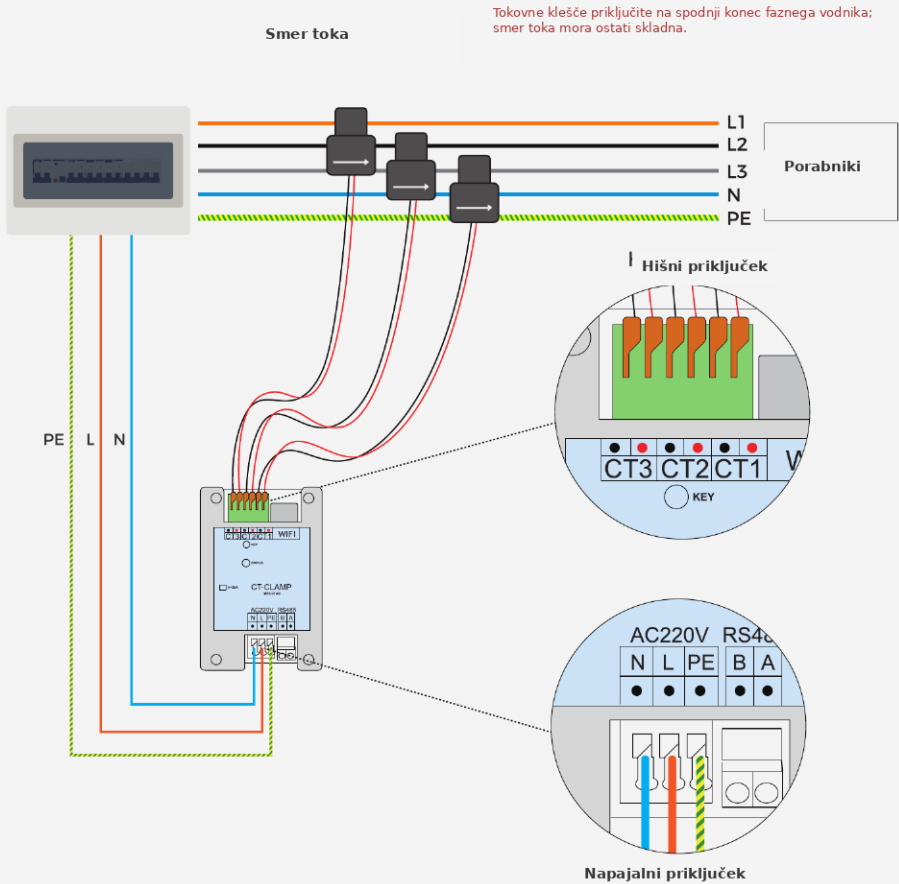 Tokovne klešče priključite na spodnji konec faznega vodnika;
smer toka mora ostati skladna.
Smer toka
L1
L2
L3
N
PE
Porabniki
Hišni priključek
PE
L
N
CT3 CT2 CT1
KEY
CT3 CT2 CT1 WIFI
KEY
CT-CLAMP
AC220V RS485
N L PE B A
AC220V RS48
N L PE B A
Napajalni priključek